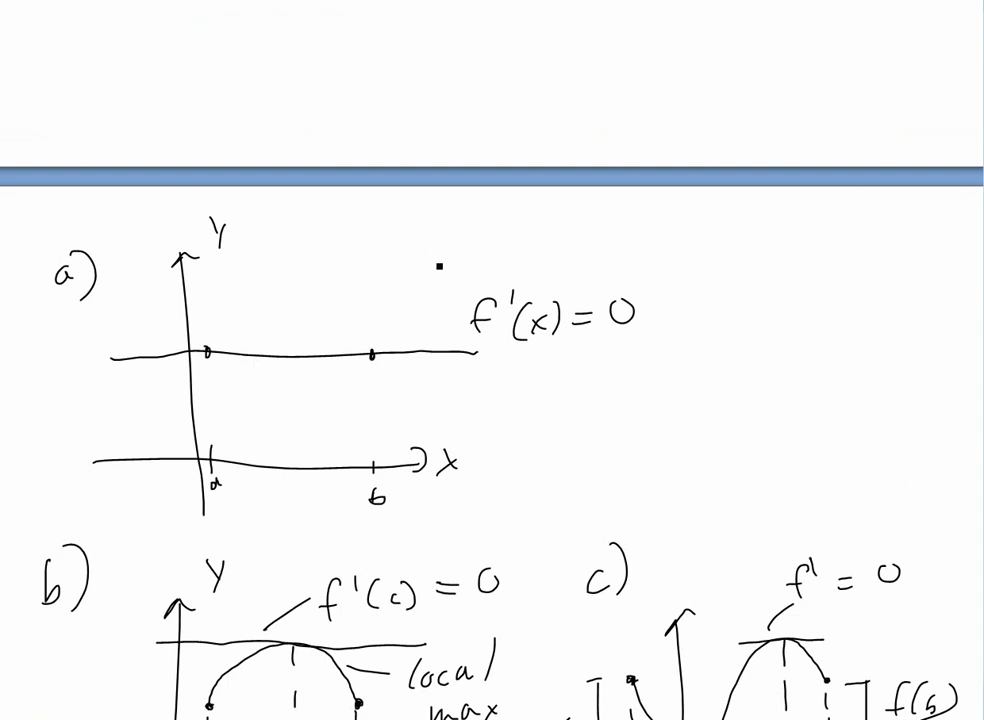 a)
Y
f'(x) = 0
X
a
b
b)
Y
f'(c) = 0
local
max
c)
f' = 0
f(b)